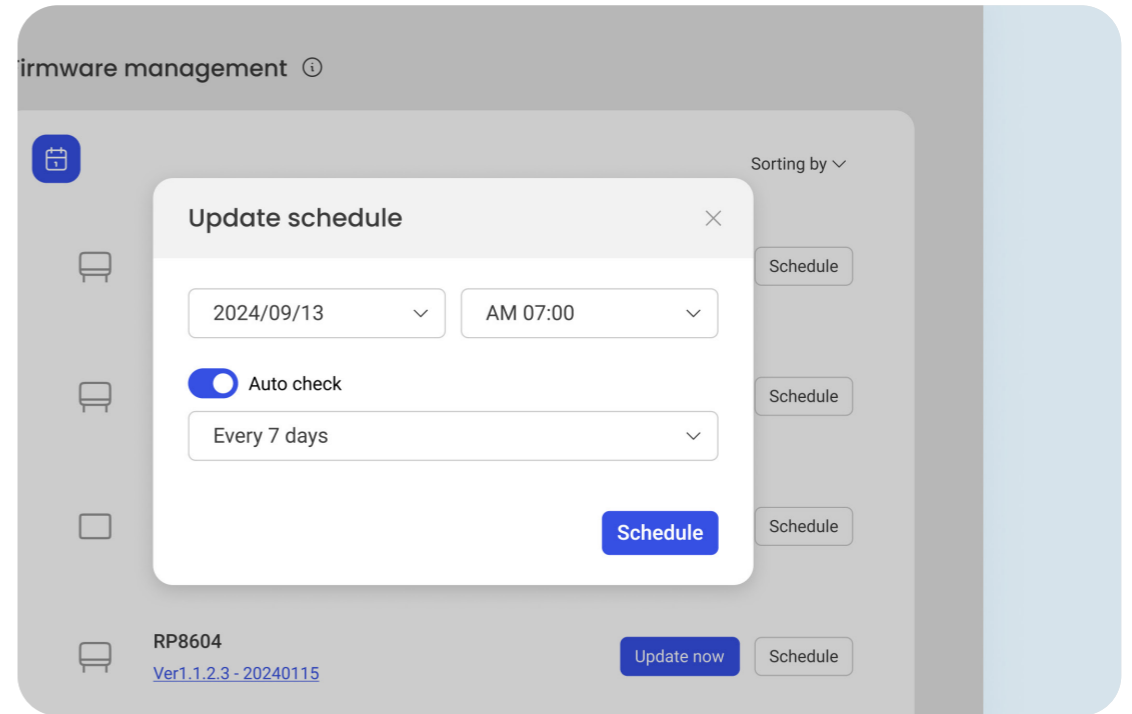 irmware management
Sorting by
Update schedule
Schedule
2024/09/13
AM 07:00
Auto check
Schedule
Every 7 days
Schedule
Schedule
RP8604
Update now
Schedule
Ver1.1.2.3 - 20240115